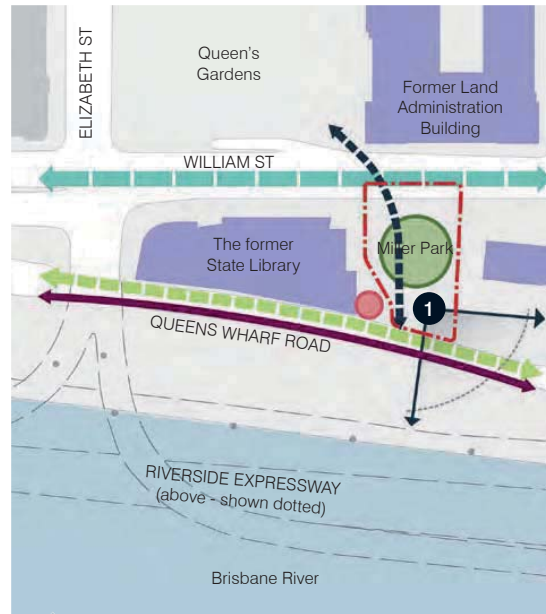 ELIZABETH ST
Queen's
Gardens
Former Land
Administration
Building
WILLIAM ST
The former
State Library
Miller Park
1
QUEENS WHARF ROAD
RIVERSIDE EXPRESSWAY
(above - shown dotted)
Brisbane River